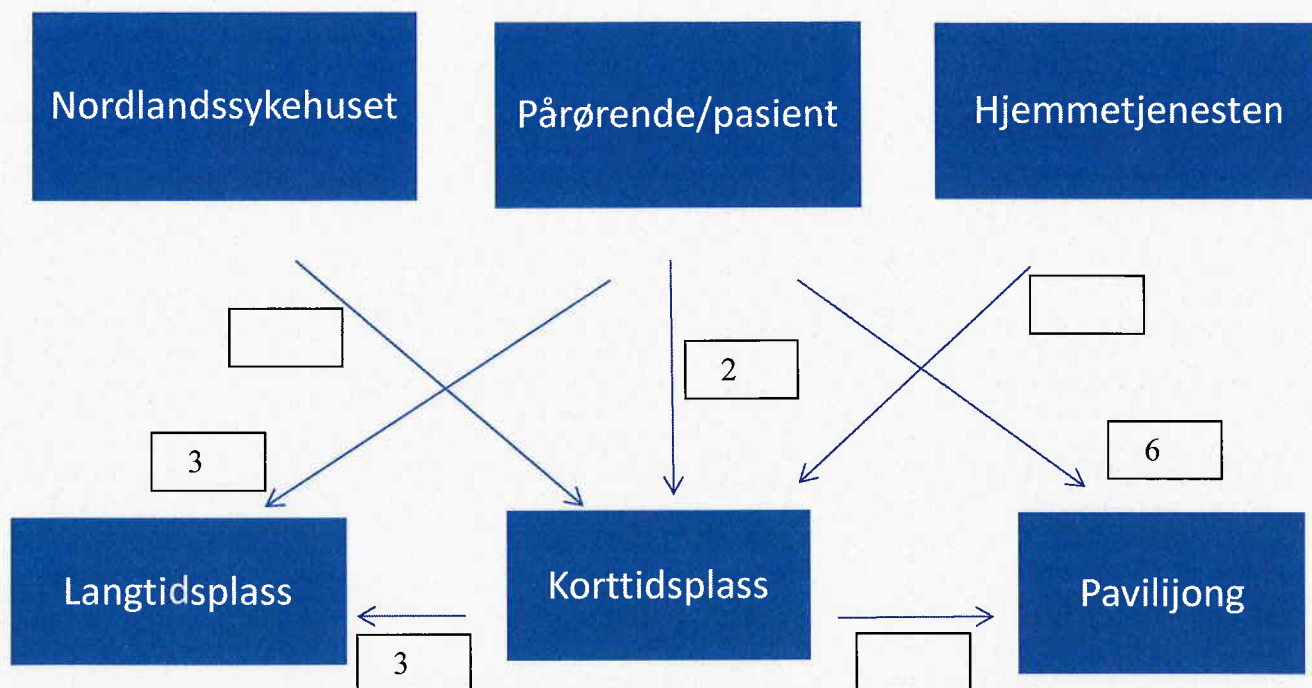 Nordlandssykehuset
Pårørende/pasient
Hjemmetjenesten
2
3
6
Langtidsplass
Korttidsplass
Pavilijong
3